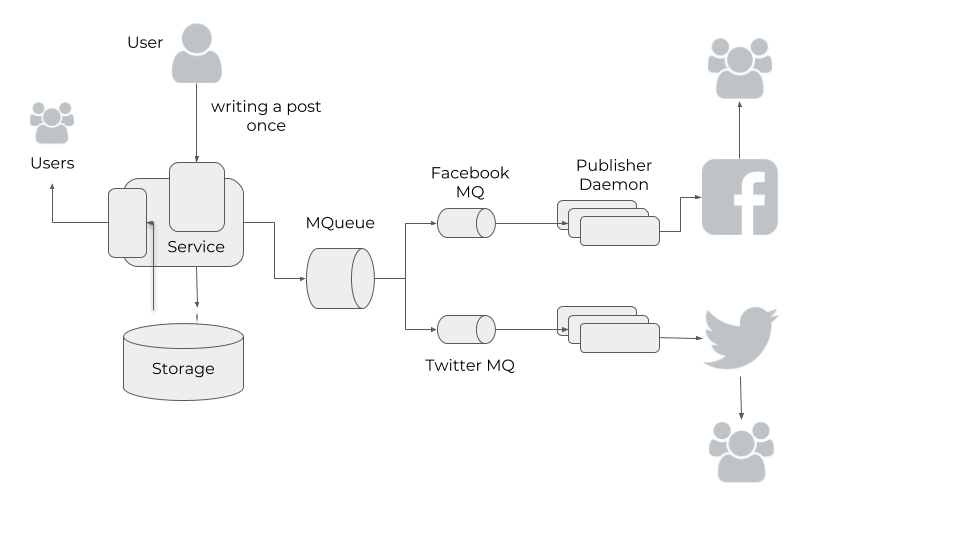 User
writing a post
once
Users
Facebook
MQ
Publisher
Daemon
MQueue
Service
Storage
Twitter MQ